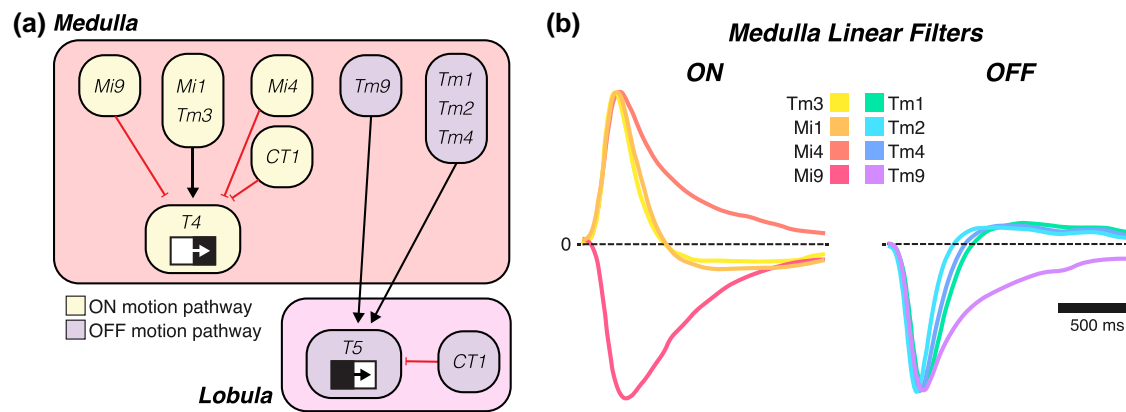 (a) Medulla
Mi9
Mi1
Tm3
Mi4
CT1
Tm9
Tm1
Tm2
Tm4
T4
ON motion pathway
OFF motion pathway
T5
CT1
Lobula
(b)
Medulla Linear Filters
ON
OFF
Tm3 Tm1
Mi1 Tm2
Mi4 Tm4
Mi9 Tm9
0
500 ms